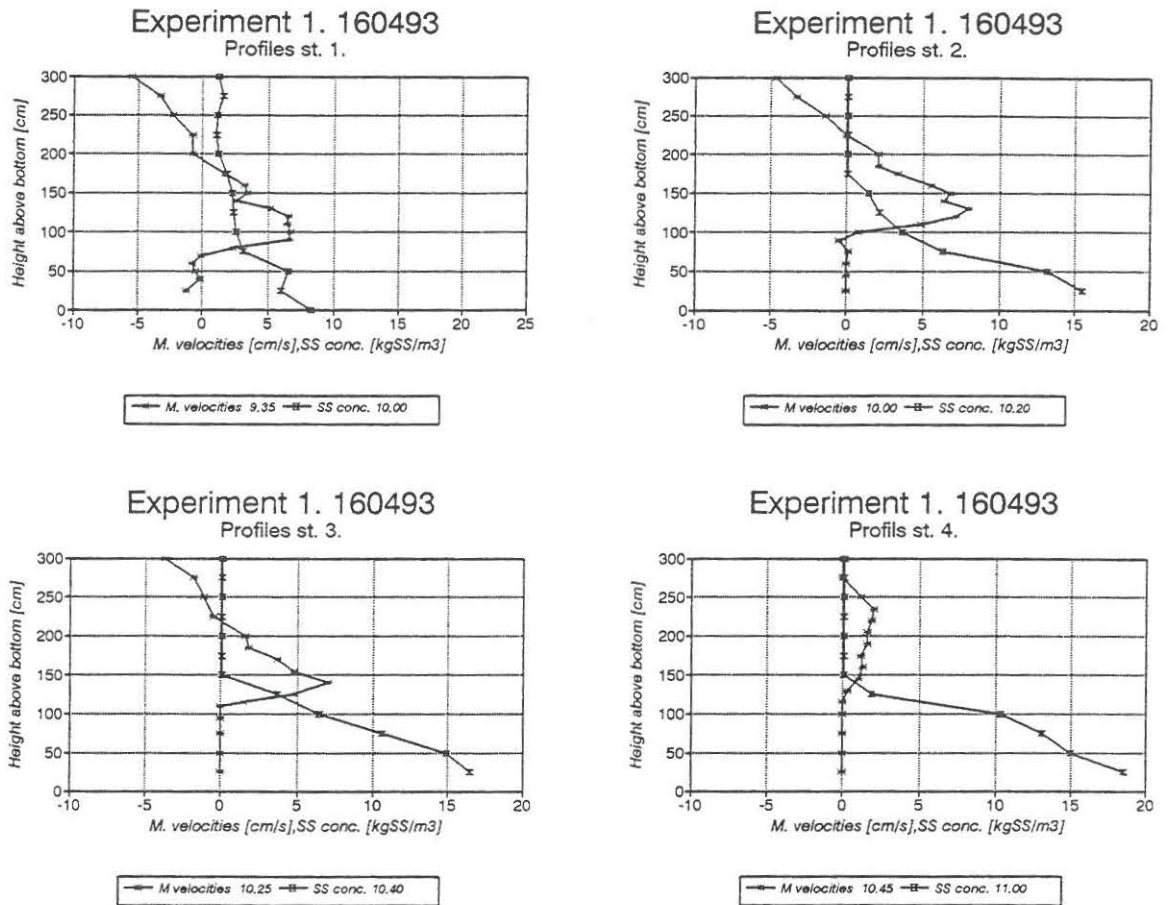 Experiment 1. 160493
Profiles st. 1.
Height above bottom [cm]
300
250
200
150
100
50
0
-10 -5 0 5 10 15 20 25
M. velocities [cm/s],SS conc. [kgSS/m3]
M. velocities 9.35 SS conc. 10.00
Experiment 1. 160493
Profiles st. 2.
Height above bottom [cm]
300
250
200
150
100
50
0
-10 -5 0 5 10 15 20
M. velocities [cm/s],SS conc. [kgSS/m3]
M velocities 10.00 SS conc. 10.20
Experiment 1. 160493
Profiles st. 3.
Height above bottom [cm]
300
250
200
150
100
50
0
-10 -5 0 5 10 15 20
M. velocities [cm/s],SS conc. [kgSS/m3]
M velocities 10.25 SS conc. 10.40
Experiment 1. 160493
Profils st. 4.
Height above bottom [cm]
300
250
200
150
100
50
0
-10 -5 0 5 10 15 20
M. velocities [cm/s],SS conc. [kgSS/m3]
M velocities 10.45 SS conc. 11.00